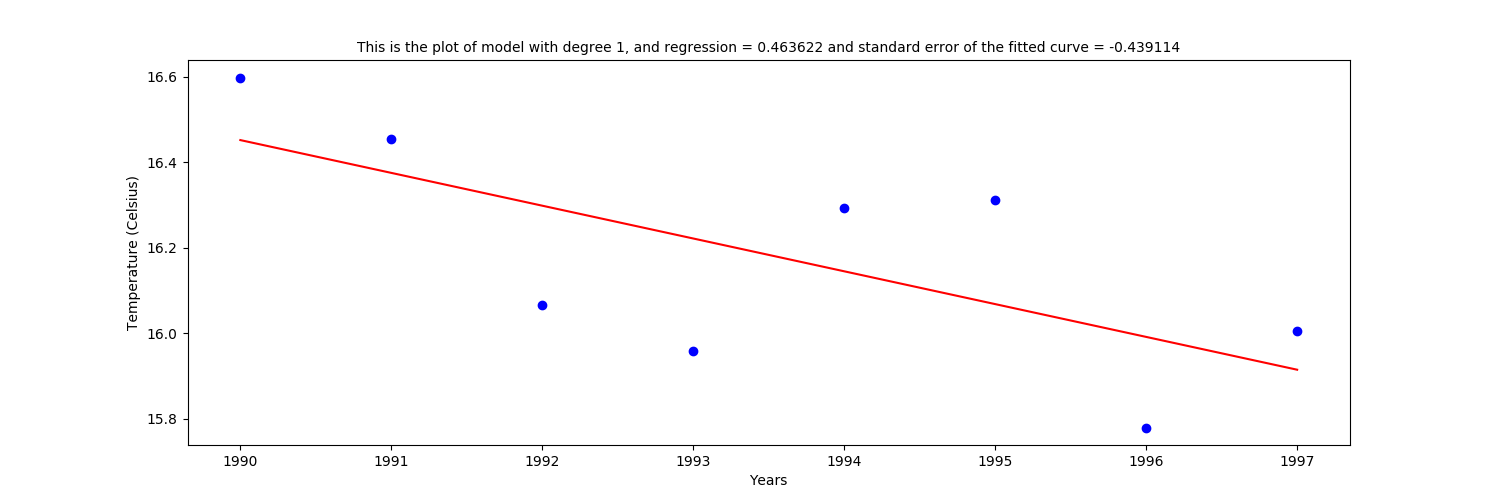 This is the plot of model with degree 1, and regression = 0.463622 and standard error of the fitted curve = -0.439114
16.6
16.4
16.2
16.0
15.8
Temperature (Celsius)
1990 1991 1992 1993 1994 1995 1996 1997
Years